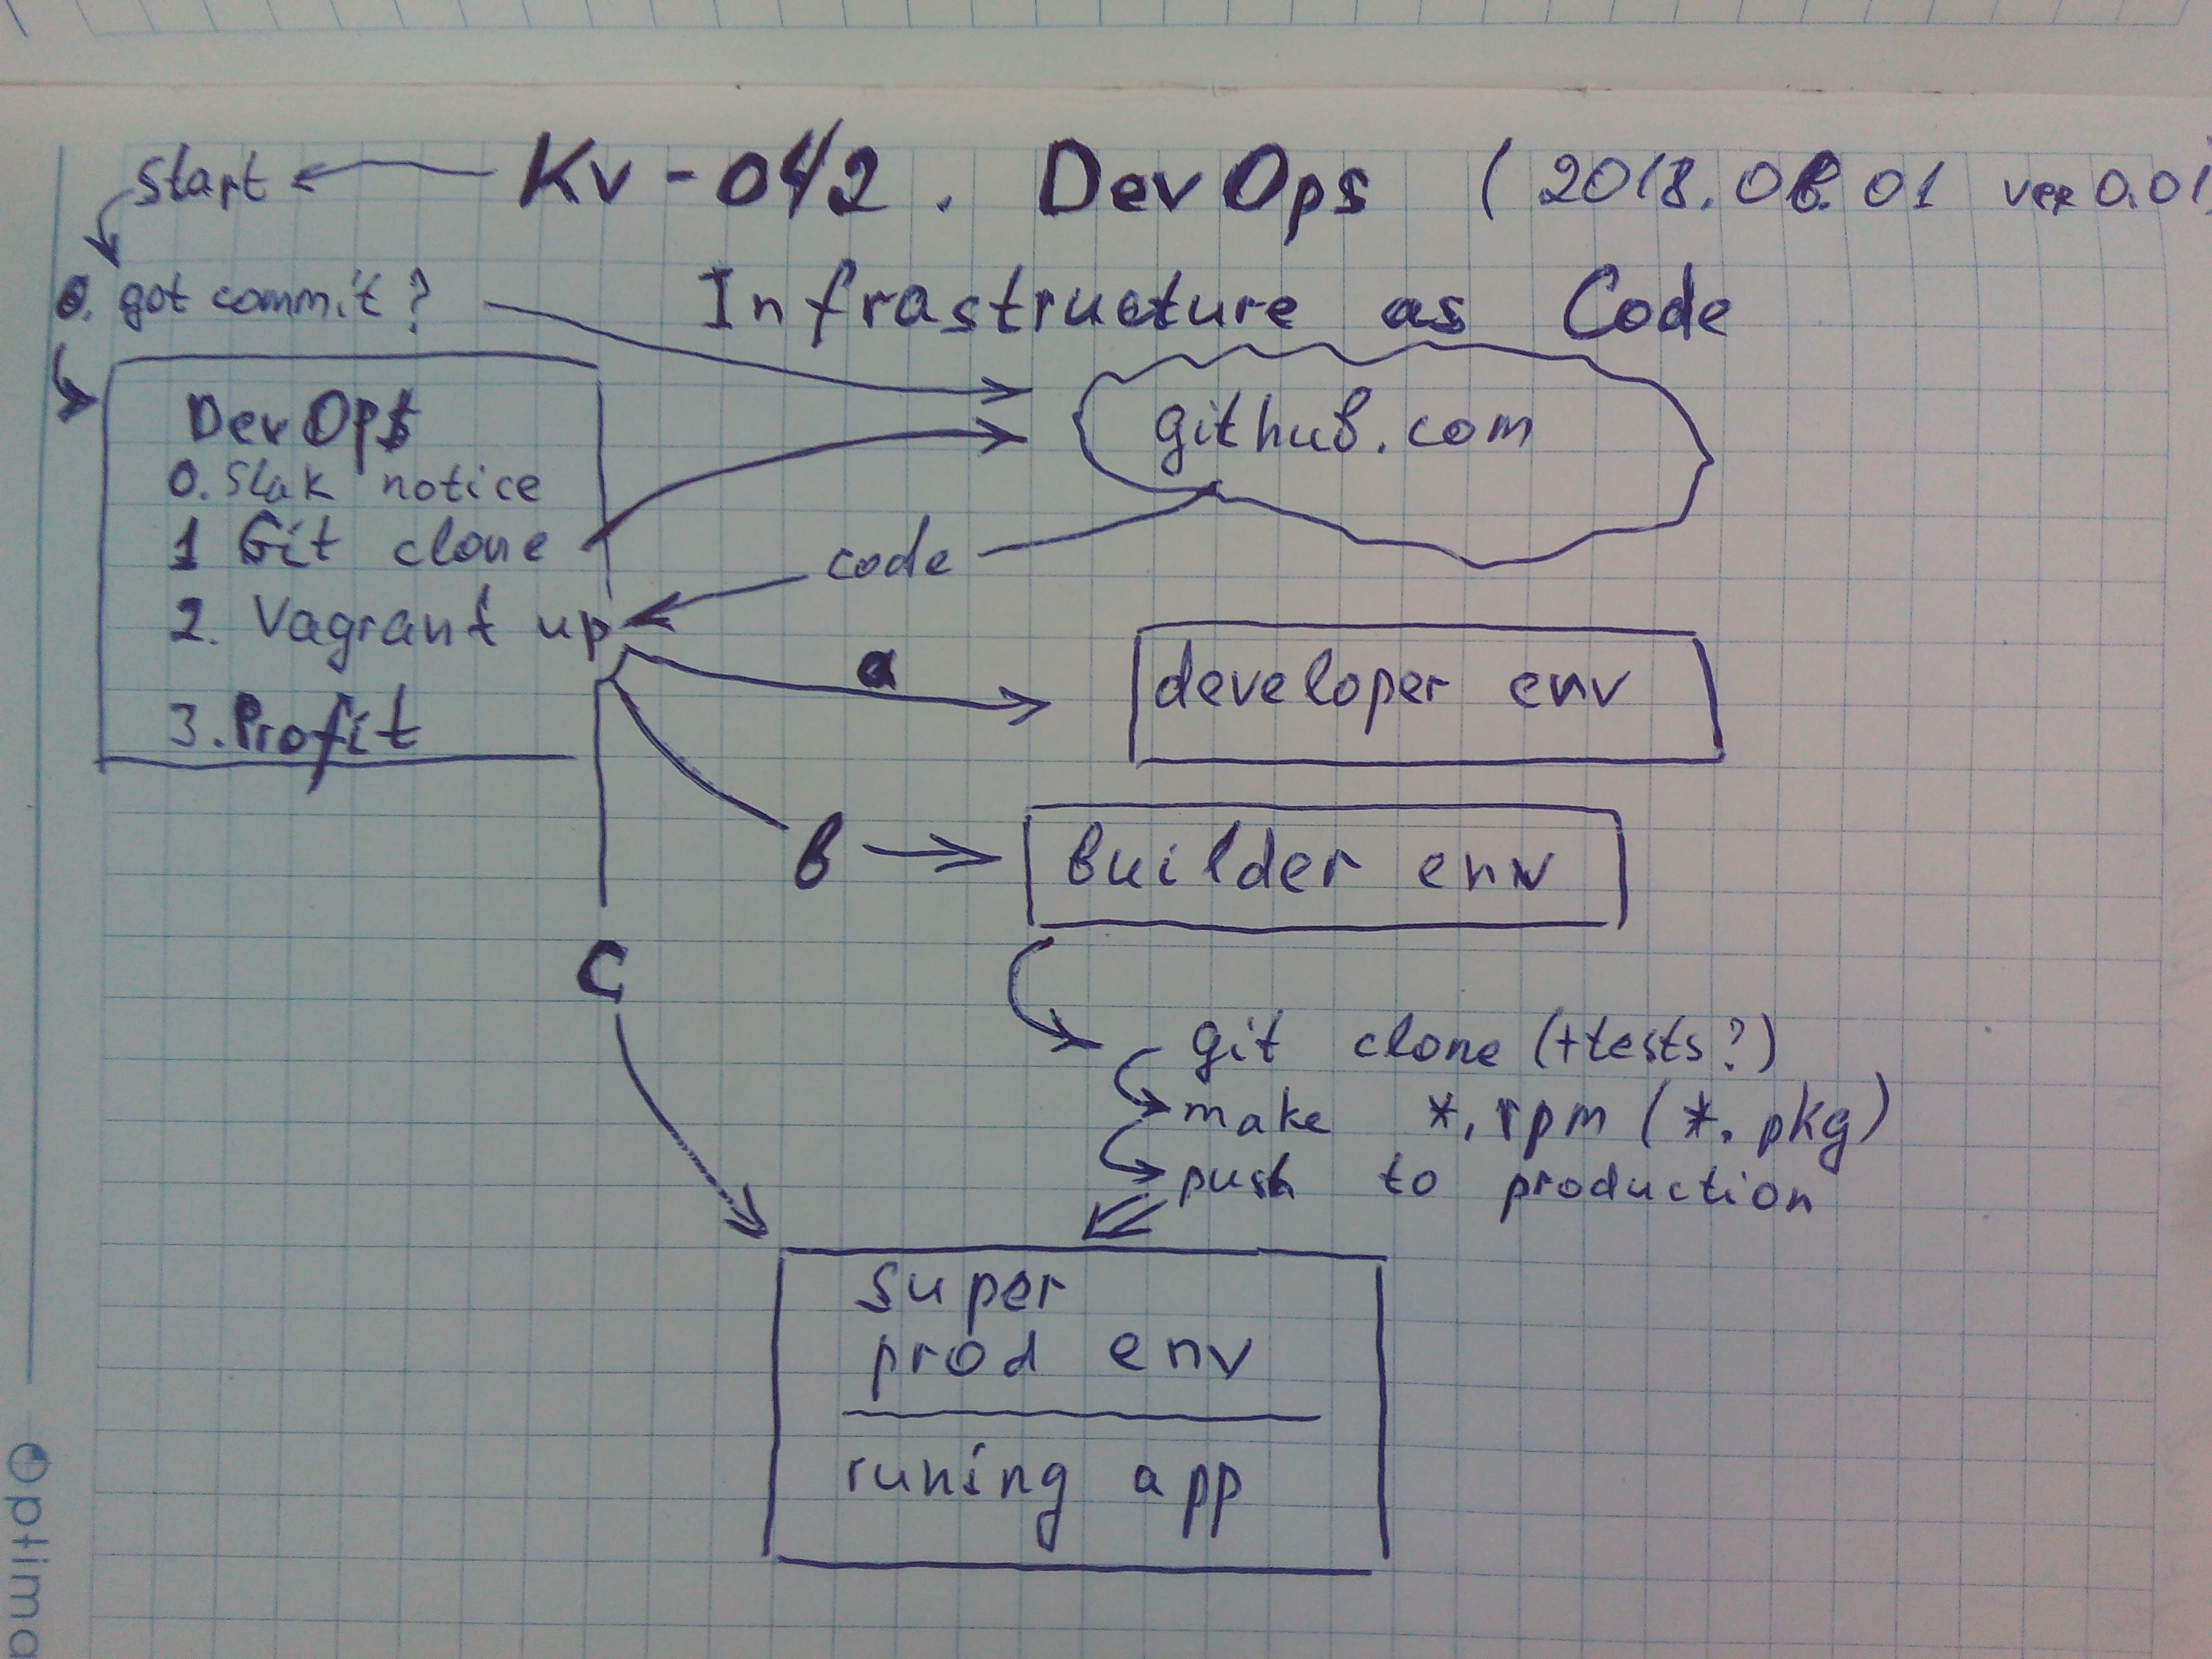 start Kv-042. DevOps (2018.08.01 ver 0.01)
0. got commit? Infrastructure as Code
DevOps
github.com
0. Slak notice
1 Git clone
code
2. Vagrant up
a
developer env
3. Profit
b
builder env
c
git clone (+tests?)
make *.rpm (*.pkg)
push to production
super
prod env
runing app
Optima